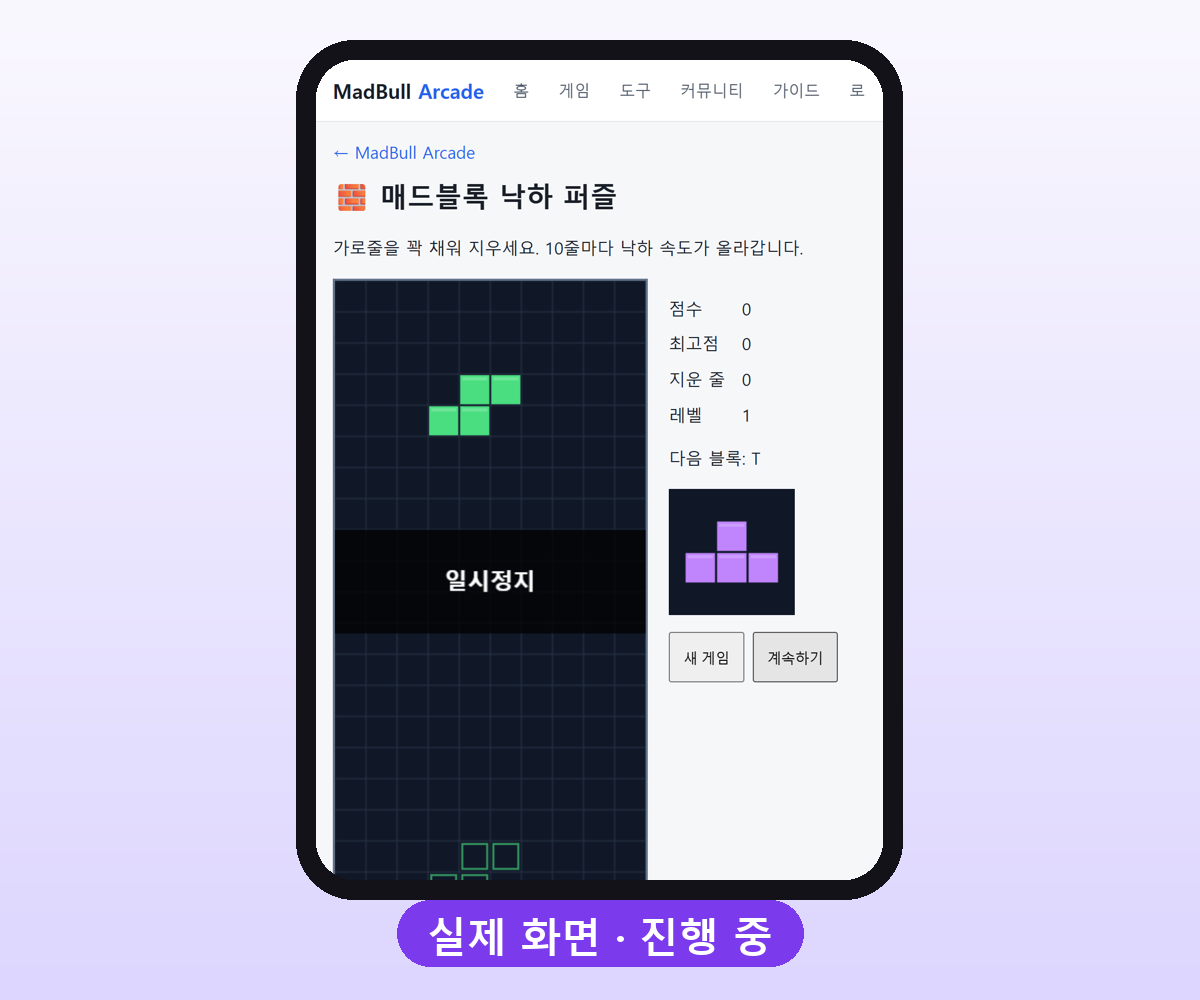 MadBull Arcade 홈 게임 도구 커뮤니티 가이드 로
← MadBull Arcade
매드블록 낙하 퍼즐
가로줄을 꽉 채워 지우세요. 10줄마다 낙하 속도가 올라갑니다.
점수 0
최고점 0
지운 줄 0
레벨 1
다음 블록: T
일시정지
새 게임 계속하기
실제 화면 · 진행 중